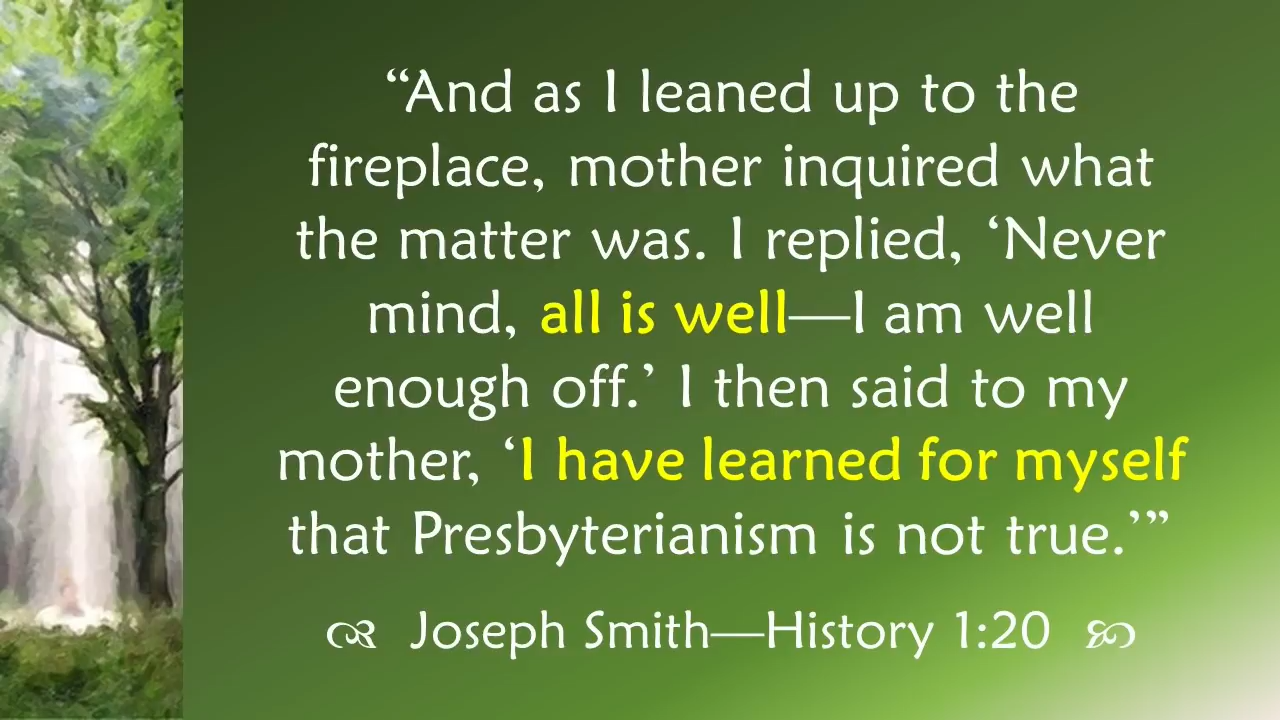 “And as I leaned up to the
fireplace, mother inquired what
the matter was. I replied, ‘Never
mind, all is well—I am well
enough off.’ I then said to my
mother, ‘I have learned for myself
that Presbyterianism is not true.’”
Joseph Smith—History 1:20